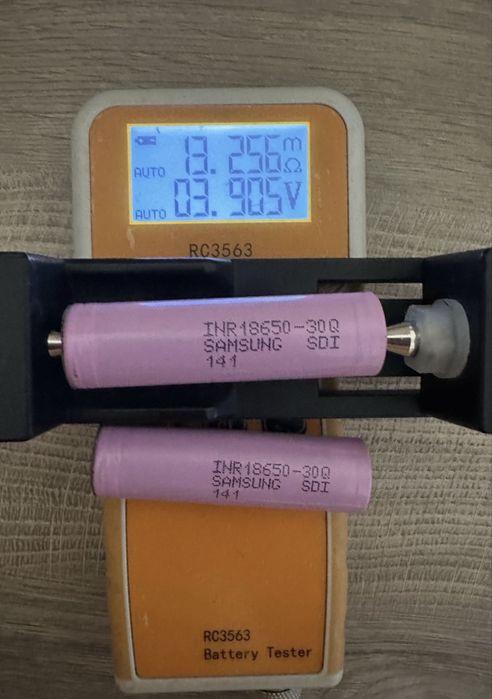 AUTO 13.256 mΩ
AUTO 03.905 V
RC3563
INR18650-30Q
SAMSUNG SDI
141
INR18650-30Q
SAMSUNG SDI
141
RC3563
Battery Tester